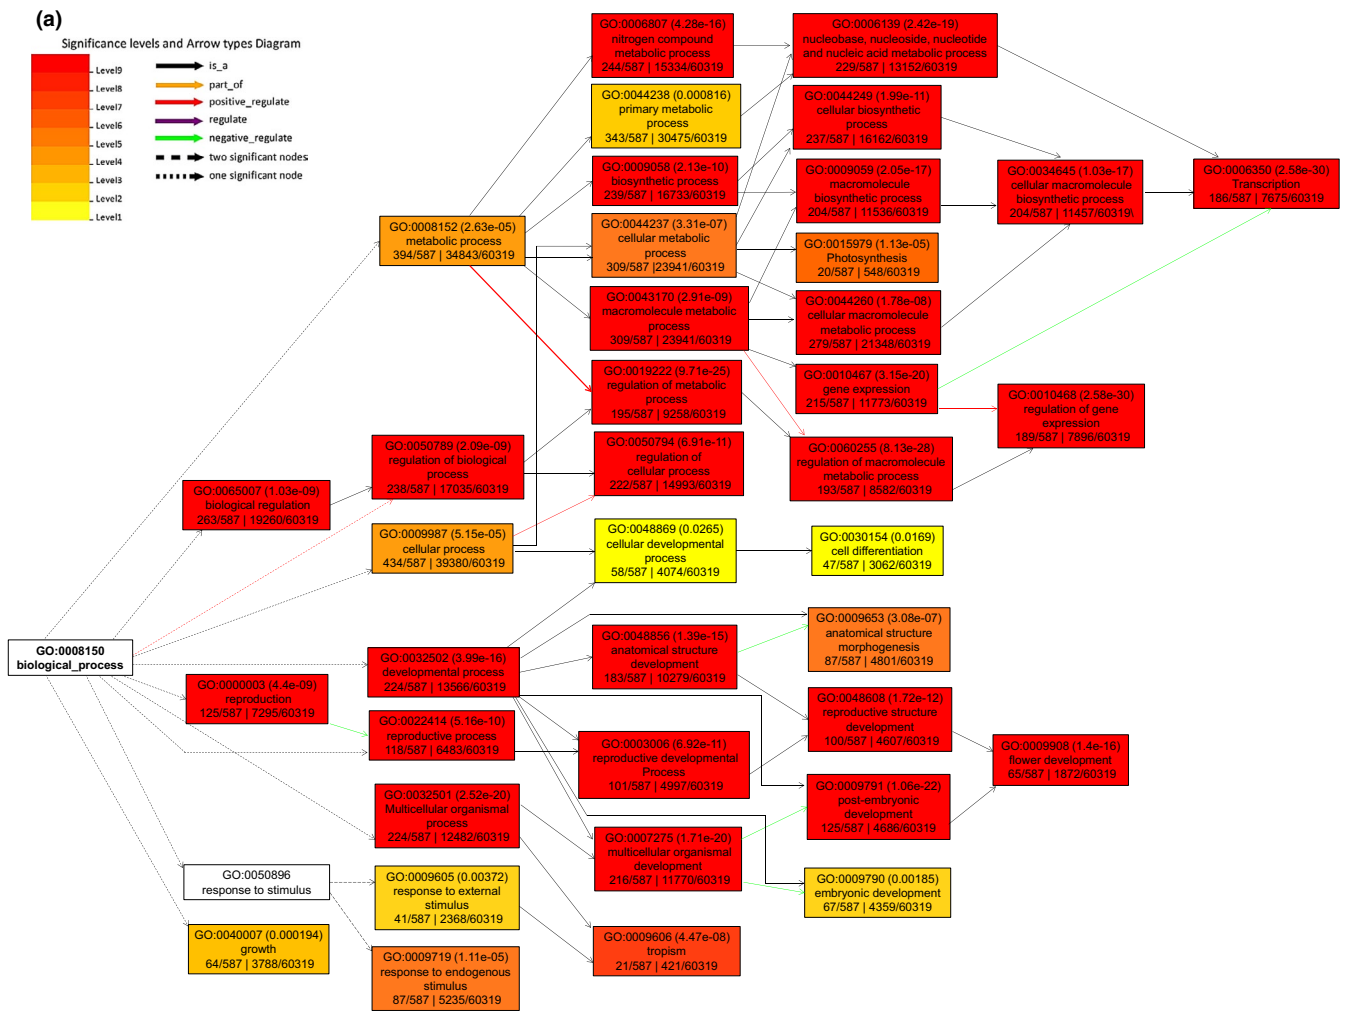 (a)
Significance levels and Arrow types Diagram
Level9
Level8
Level7
Level6
Level5
Level4
Level3
Level2
Level1
is_a
part_of
positive_regulate
regulate
negative_regulate
two significant nodes
one significant node
GO:0008150
biological_process
GO:0065007 (1.03e-09)
biological regulation
263/587 | 19260/60319
GO:0000003 (4.4e-09)
reproduction
125/587 | 7295/60319
GO:0050896
response to stimulus
GO:0040007 (0.000194)
growth
64/587 | 3788/60319
GO:0008152 (2.63e-05)
metabolic process
394/587 | 34843/60319
GO:0050789 (2.09e-09)
regulation of biological
process
238/587 | 17035/60319
GO:0009987 (5.15e-05)
cellular process
434/587 | 39380/60319
GO:0032502 (3.99e-16)
developmental process
224/587 | 13566/60319
GO:0022414 (5.16e-10)
reproductive process
118/587 | 6483/60319
GO:0032501 (2.52e-20)
Multicellular organismal
process
224/587 | 12482/60319
GO:0009605 (0.00372)
response to external
stimulus
41/587 | 2368/60319
GO:0009719 (1.11e-05)
response to endogenous
stimulus
87/587 | 5235/60319
GO:0006807 (4.28e-16)
nitrogen compound
metabolic process
244/587 | 15334/60319
GO:0044238 (0.000816)
primary metabolic
process
343/587 | 30475/60319
GO:0009058 (2.13e-10)
biosynthetic process
239/587 | 16733/60319
GO:0044237 (3.31e-07)
cellular metabolic
process
309/587 |23941/60319
GO:0043170 (2.91e-09)
macromolecule metabolic
process
309/587 | 23941/60319
GO:0019222 (9.71e-25)
regulation of metabolic
process
195/587 | 9258/60319
GO:0050794 (6.91e-11)
regulation of
cellular process
222/587 | 14993/60319
GO:0048869 (0.0265)
cellular developmental
process
58/587 | 4074/60319
GO:0048856 (1.39e-15)
anatomical structure
development
183/587 | 10279/60319
GO:0003006 (6.92e-11)
reproductive developmental
Process
101/587 | 4997/60319
GO:0007275 (1.71e-20)
multicellular organismal
development
216/587 | 11770/60319
GO:0009606 (4.47e-08)
tropism
21/587 | 421/60319
GO:0006139 (2.42e-19)
nucleobase, nucleoside, nucleotide
and nucleic acid metabolic process
229/587 | 13152/60319
GO:0044249 (1.99e-11)
cellular biosynthetic
process
237/587 | 16162/60319
GO:0009059 (2.05e-17)
macromolecule
biosynthetic process
204/587 | 11536/60319
GO:0015979 (1.13e-05)
Photosynthesis
20/587 | 548/60319
GO:0044260 (1.78e-08)
cellular macromolecule
metabolic process
279/587 | 21348/60319
GO:0010467 (3.15e-20)
gene expression
215/587 | 11773/60319
GO:0060255 (8.13e-28)
regulation of macromolecule
metabolic process
193/587 | 8582/60319
GO:0030154 (0.0169)
cell differentiation
47/587 | 3062/60319
GO:0009653 (3.08e-07)
anatomical structure
morphogenesis
87/587 | 4801/60319
GO:0048608 (1.72e-12)
reproductive structure
development
100/587 | 4607/60319
GO:0009791 (1.06e-22)
post-embryonic
development
125/587 | 4686/60319
GO:0009790 (0.00185)
embryonic development
67/587 | 4359/60319
GO:0034645 (1.03e-17)
cellular macromolecule
biosynthetic process
204/587 | 11457/60319\
GO:0010468 (2.58e-30)
regulation of gene
expression
189/587 | 7896/60319
GO:0009908 (1.4e-16)
flower development
65/587 | 1872/60319
GO:0006350 (2.58e-30)
Transcription
186/587 | 7675/60319